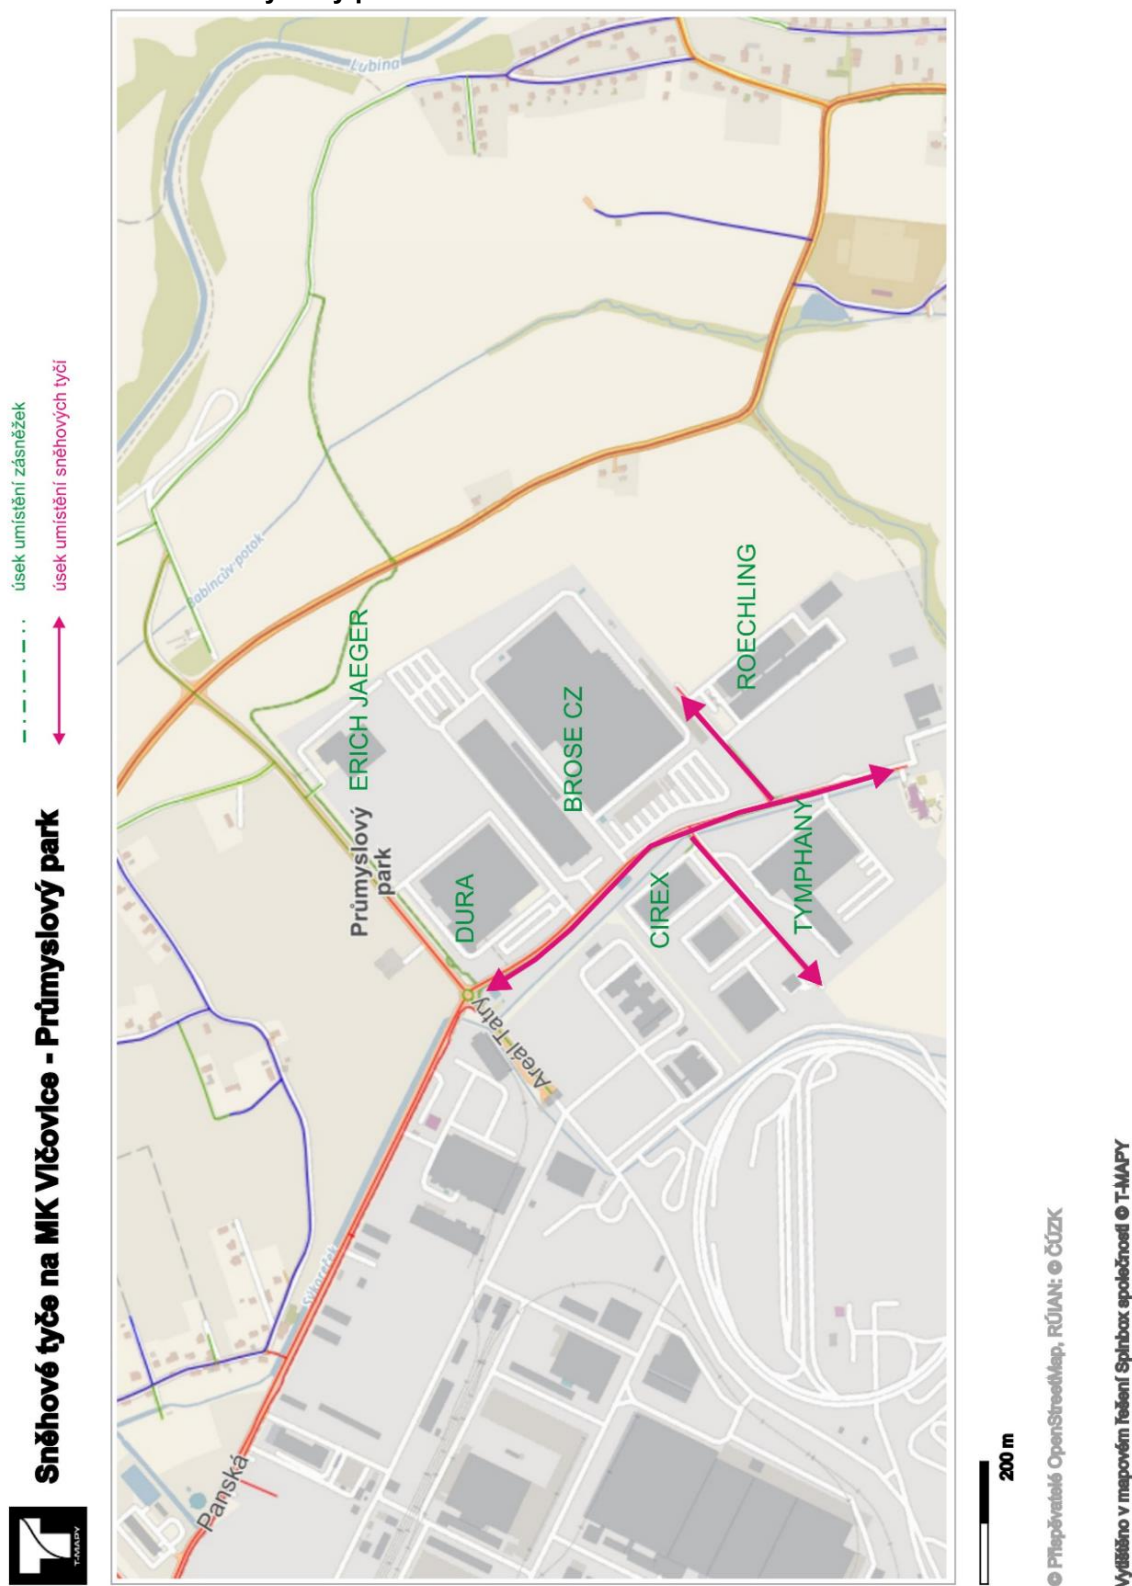 Sněhové tyče na MK Vlčovice - Průmyslový park
úsek umístění zásněžek
úsek umístění sněhových tyčí
T-MAPY
Lubina
Babincův potok
ERICH JAEGER
Průmyslový
park
DURA
BROSE CZ
ROECHLING
CIREX
TYMPHANY
Areál Tatry
Sýkoreček
Panská
200 m
© Přispěvatelé OpenStreetMap, RÚIAN: © ČÚZK
Vytištěno v mapovém řešení Spinbox společnosti © T-MAPY